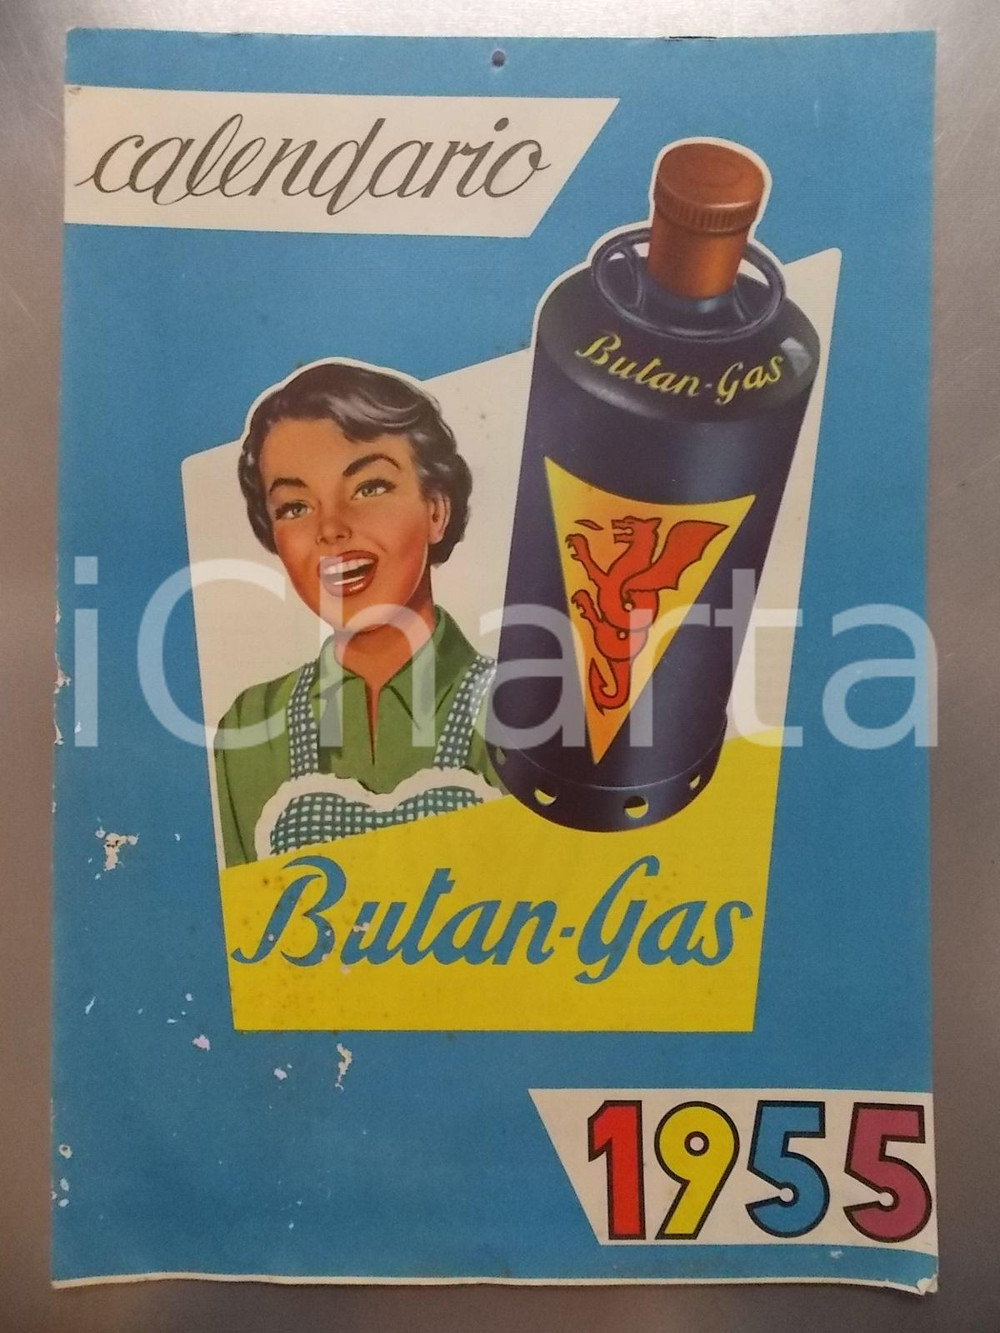 calendario
Butan-Gas
iCharta
Butan-Gas
1955